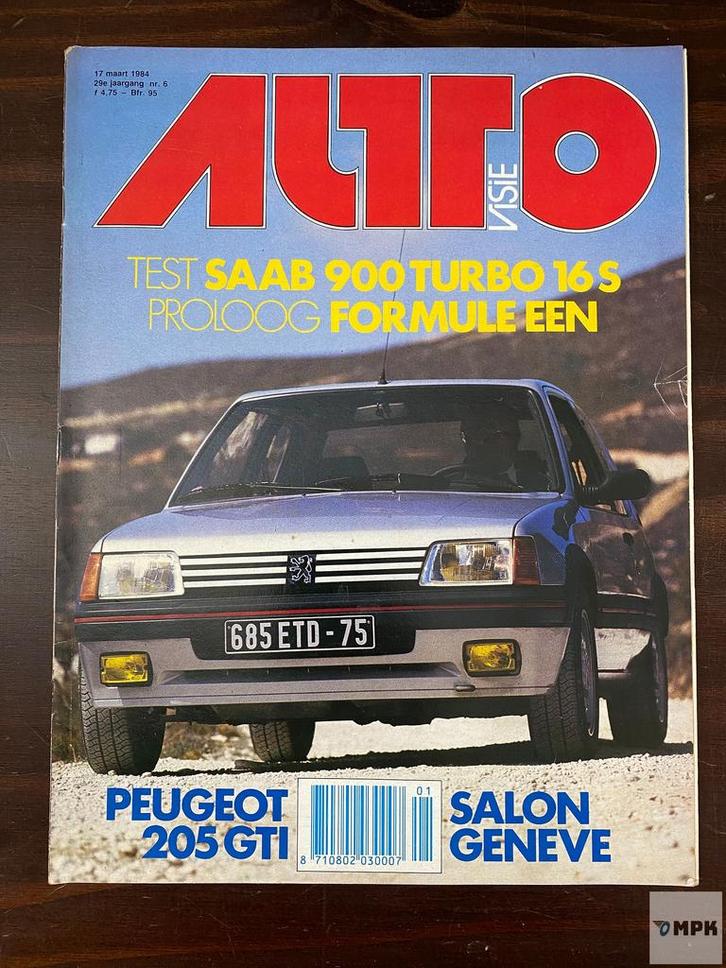 17 maart 1984
29e jaargang nr. 6
f 4,75 – Bfr. 95
AUTO
VISIE
TEST SAAB 900 TURBO 16 S
PROLOOG FORMULE EEN
685 ETD - 75
PEUGEOT
205 GTI
01
8 710802 030007
SALON
GENEVE
MPK